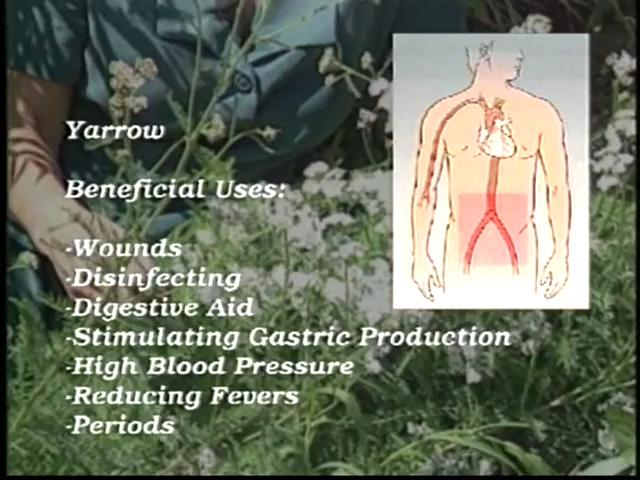 Yarrow
Beneficial Uses:
-Wounds
-Disinfecting
-Digestive Aid
-Stimulating Gastric Production
-High Blood Pressure
-Reducing Fevers
-Periods